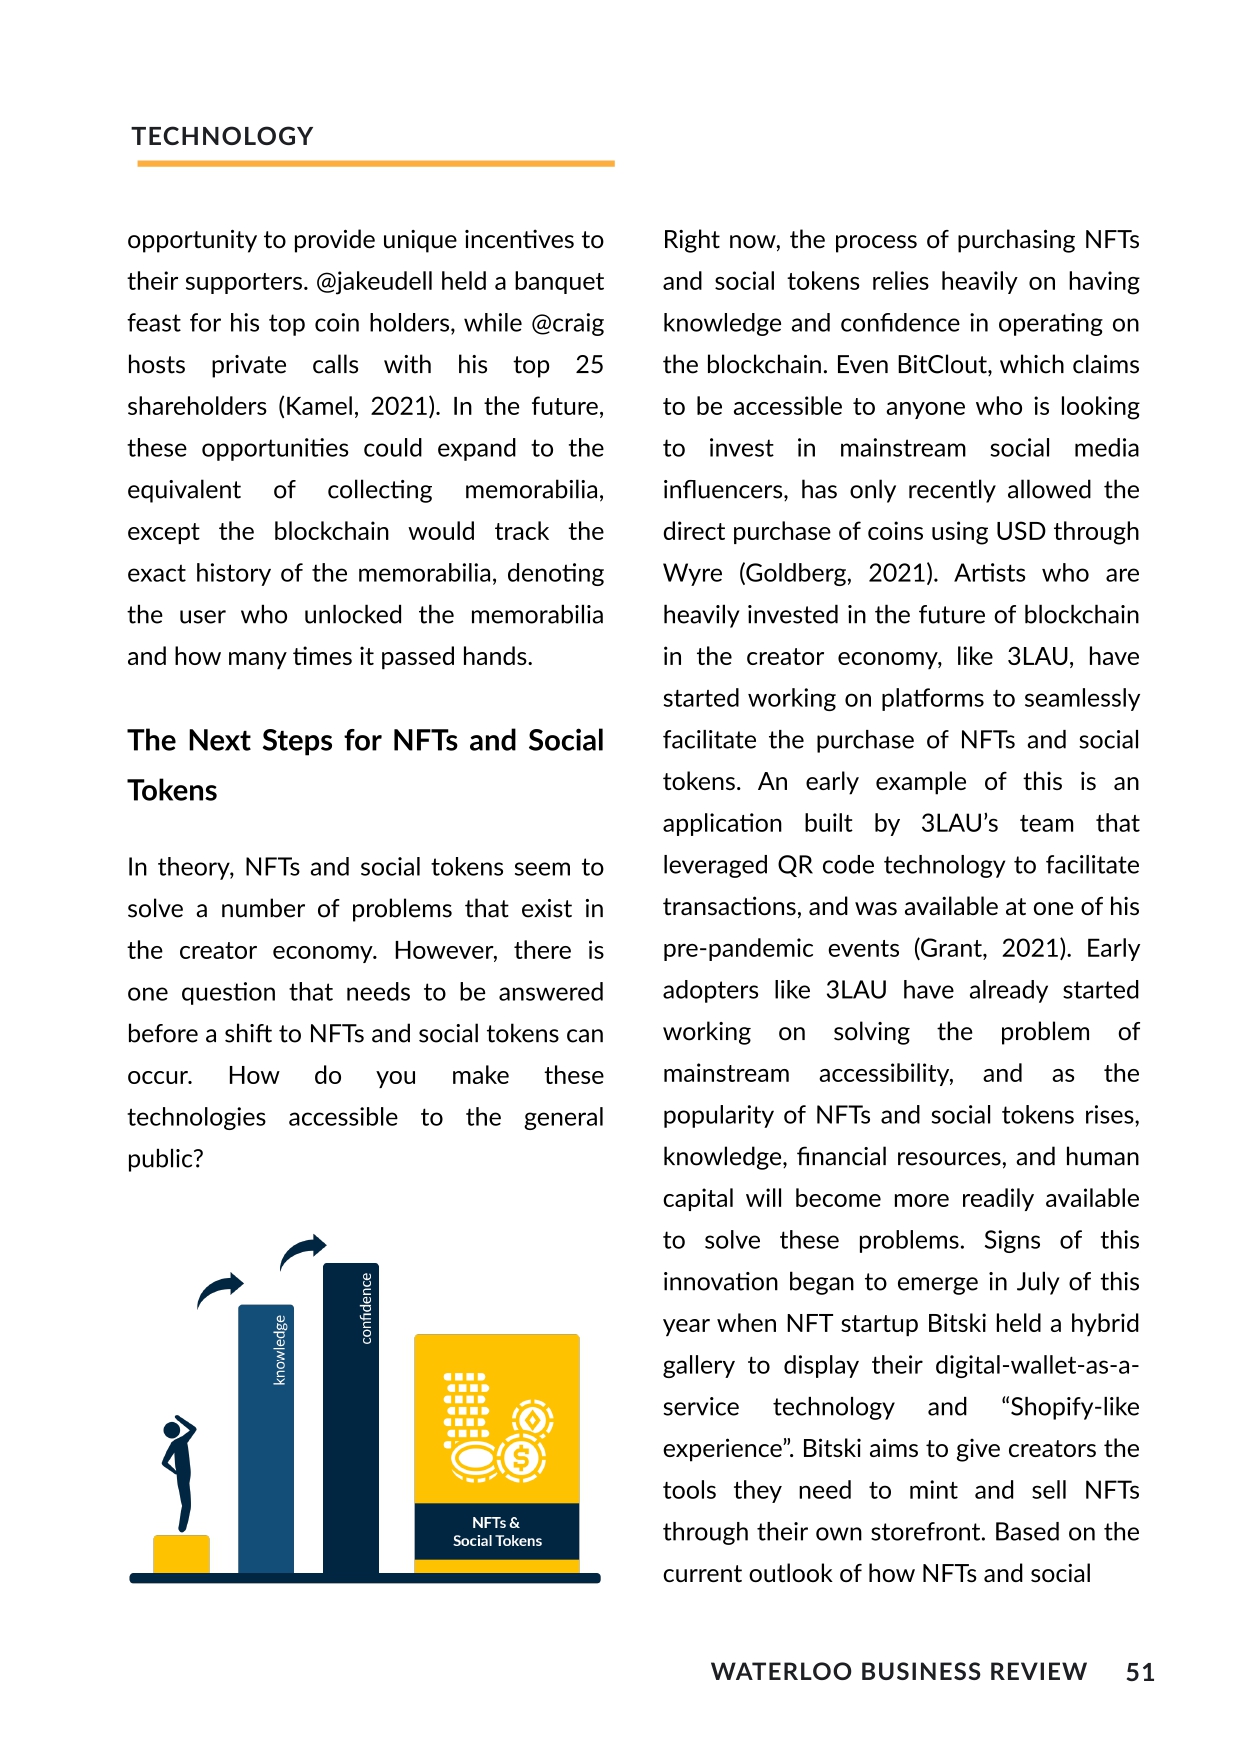 TECHNOLOGY
opportunity to provide unique incentives to
their supporters. @jakeudell held a banquet
feast for his top coin holders, while @craig
hosts private calls with his top 25
shareholders (Kamel, 2021). In the future,
these opportunities could expand to the
equivalent of collecting memorabilia,
except the blockchain would track the
exact history of the memorabilia, denoting
the user who unlocked the memorabilia
and how many times it passed hands.
The Next Steps for NFTs and Social
Tokens
In theory, NFTs and social tokens seem to
solve a number of problems that exist in
the creator economy. However, there is
one question that needs to be answered
before a shift to NFTs and social tokens can
occur. How do you make these
technologies accessible to the general
public?
knowledge
confidence
NFTs &
Social Tokens
Right now, the process of purchasing NFTs
and social tokens relies heavily on having
knowledge and confidence in operating on
the blockchain. Even BitClout, which claims
to be accessible to anyone who is looking
to invest in mainstream social media
influencers, has only recently allowed the
direct purchase of coins using USD through
Wyre (Goldberg, 2021). Artists who are
heavily invested in the future of blockchain
in the creator economy, like 3LAU, have
started working on platforms to seamlessly
facilitate the purchase of NFTs and social
tokens. An early example of this is an
application built by 3LAU’s team that
leveraged QR code technology to facilitate
transactions, and was available at one of his
pre-pandemic events (Grant, 2021). Early
adopters like 3LAU have already started
working on solving the problem of
mainstream accessibility, and as the
popularity of NFTs and social tokens rises,
knowledge, financial resources, and human
capital will become more readily available
to solve these problems. Signs of this
innovation began to emerge in July of this
year when NFT startup Bitski held a hybrid
gallery to display their digital-wallet-as-a-
service technology and “Shopify-like
experience”. Bitski aims to give creators the
tools they need to mint and sell NFTs
through their own storefront. Based on the
current outlook of how NFTs and social
WATERLOO BUSINESS REVIEW 51